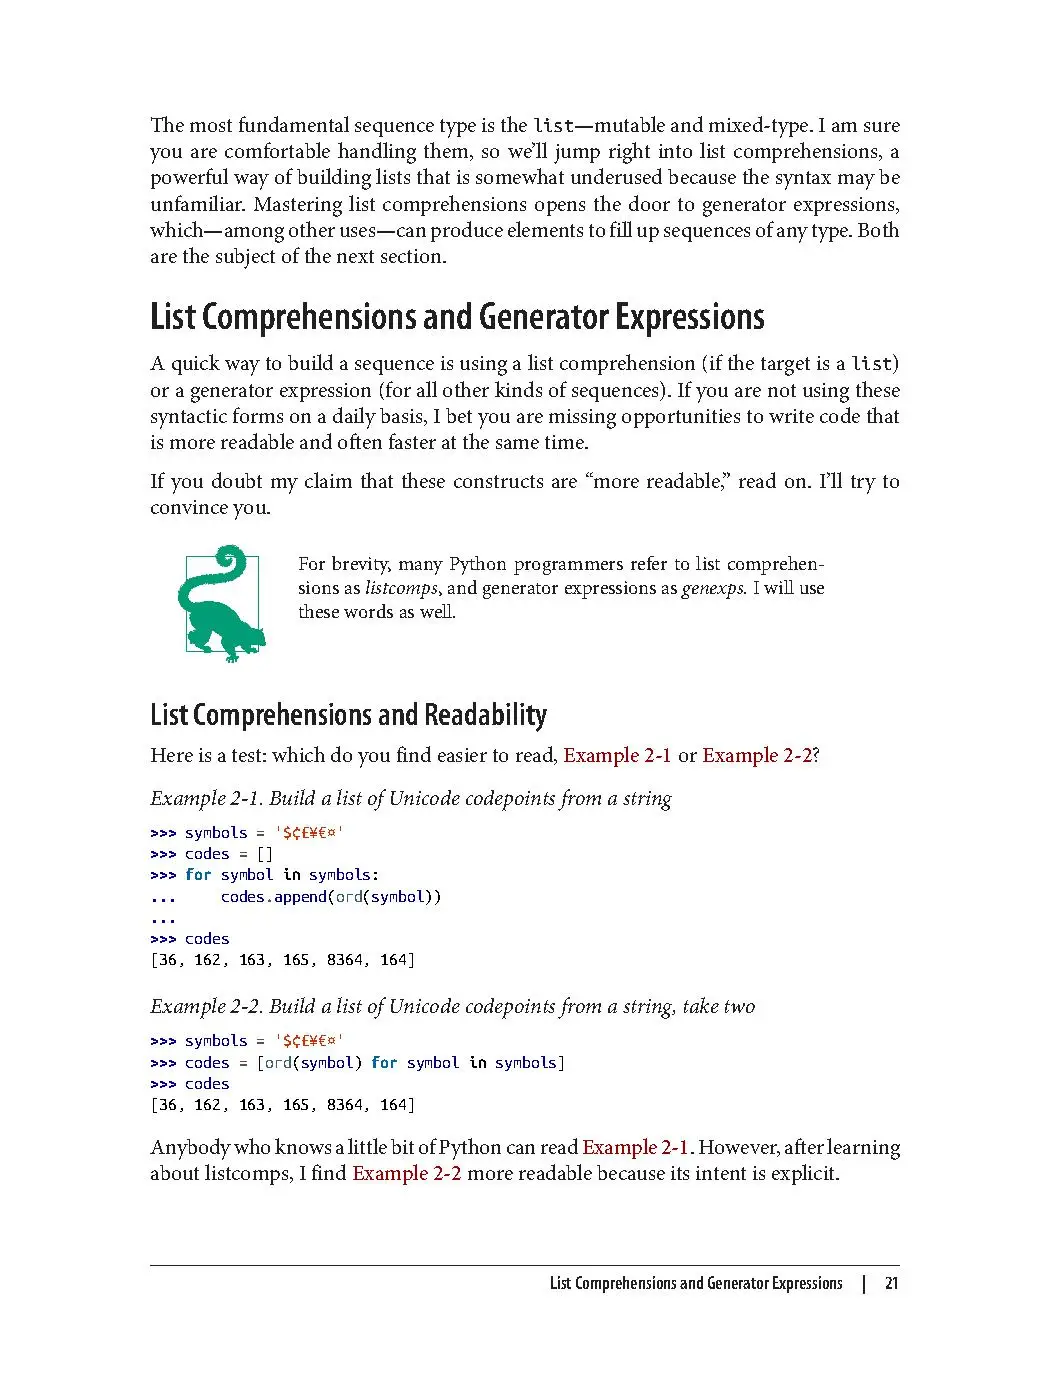 The most fundamental sequence type is the list—mutable and mixed-type. I am sure
you are comfortable handling them, so we’ll jump right into list comprehensions, a
powerful way of building lists that is somewhat underused because the syntax may be
unfamiliar. Mastering list comprehensions opens the door to generator expressions,
which—among other uses—can produce elements to fill up sequences of any type. Both
are the subject of the next section.
List Comprehensions and Generator Expressions
A quick way to build a sequence is using a list comprehension (if the target is a list)
or a generator expression (for all other kinds of sequences). If you are not using these
syntactic forms on a daily basis, I bet you are missing opportunities to write code that
is more readable and often faster at the same time.
If you doubt my claim that these constructs are “more readable,” read on. I’ll try to
convince you.
For brevity, many Python programmers refer to list comprehen-
sions as listcomps, and generator expressions as genexps. I will use
these words as well.
List Comprehensions and Readability
Here is a test: which do you find easier to read, Example 2-1 or Example 2-2?
Example 2-1. Build a list of Unicode codepoints from a string
>>> symbols = '$¢£¥€¤'
>>> codes = []
>>> for symbol in symbols:
...     codes.append(ord(symbol))
...
>>> codes
[36, 162, 163, 165, 8364, 164]
Example 2-2. Build a list of Unicode codepoints from a string, take two
>>> symbols = '$¢£¥€¤'
>>> codes = [ord(symbol) for symbol in symbols]
>>> codes
[36, 162, 163, 165, 8364, 164]
Anybody who knows a little bit of Python can read Example 2-1. However, after learning
about listcomps, I find Example 2-2 more readable because its intent is explicit.
List Comprehensions and Generator Expressions | 21